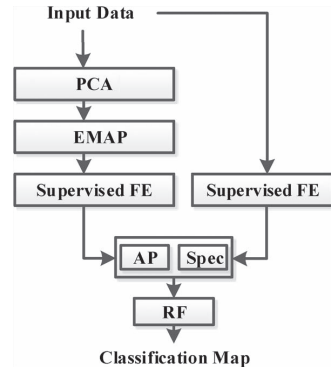 Input Data
PCA
EMAP
Supervised FE
Supervised FE
AP
Spec
RF
Classification Map